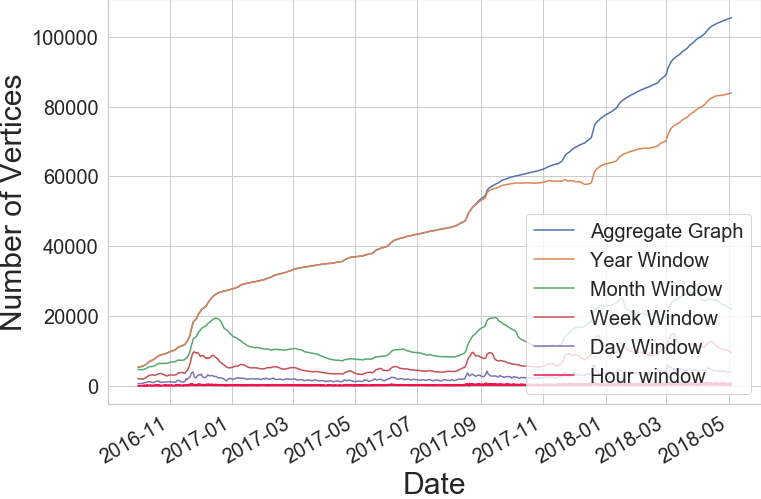 Number of Vertices
100000
80000
60000
40000
20000
0
Aggregate Graph
Year Window
Month Window
Week Window
Day Window
Hour window
2016-11
2017-01
2017-03
2017-05
2017-07
2017-09
2017-11
2018-01
2018-03
2018-05
Date